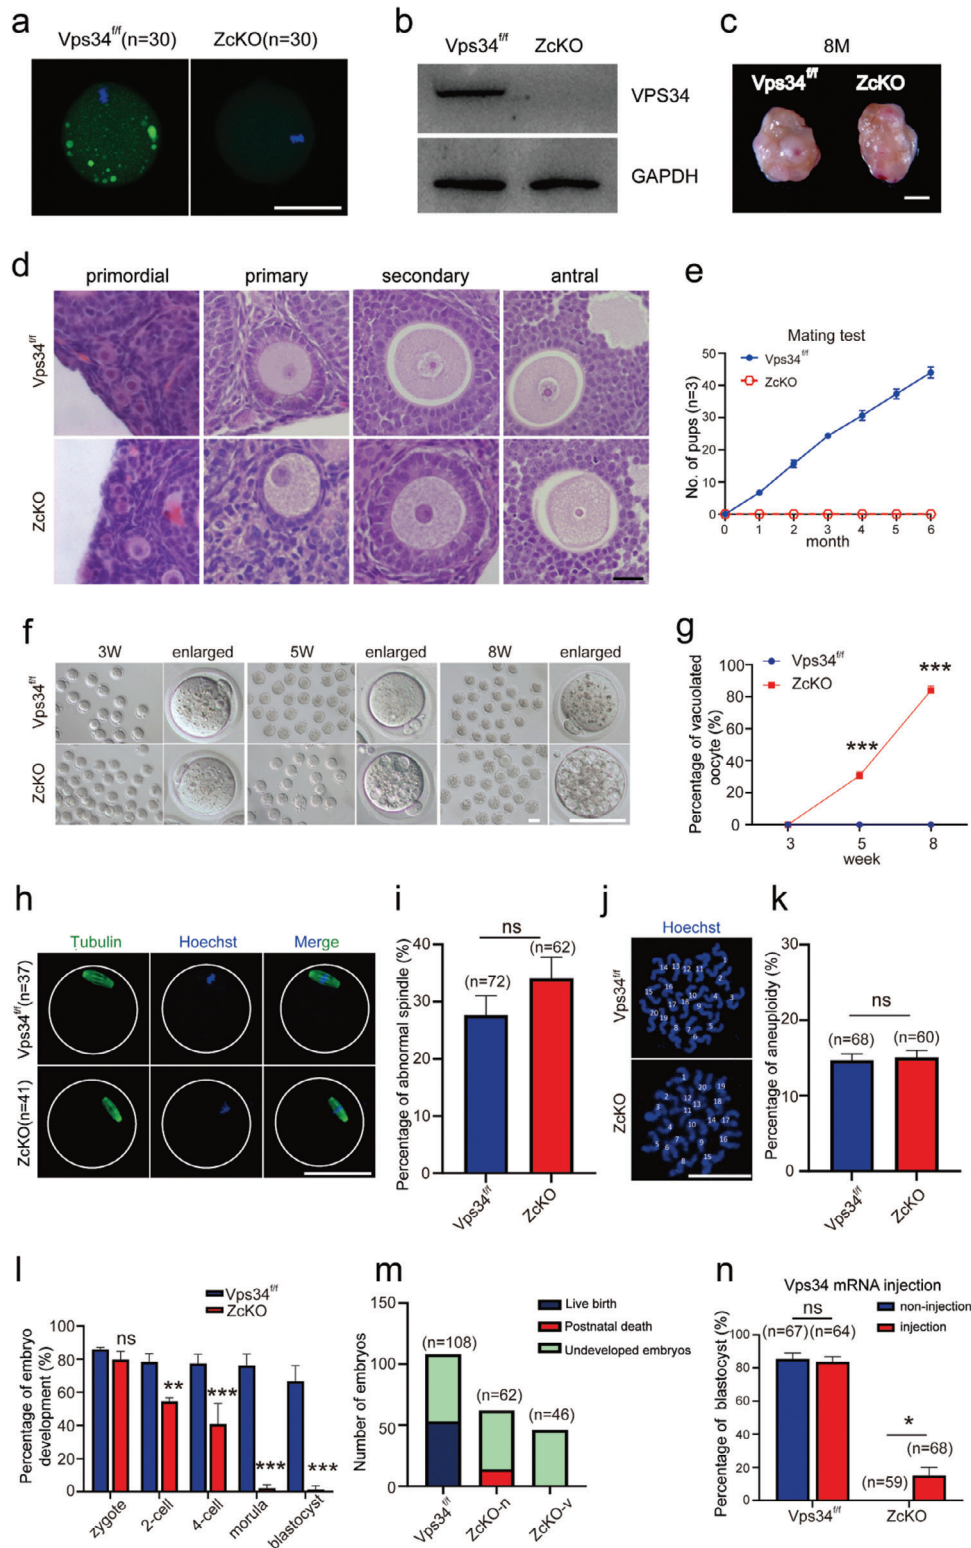 a
Vps34f/f(n=30) ZcKO(n=30)
b
Vps34f/f ZcKO
VPS34
GAPDH
c
8M
Vps34f/f ZcKO
d
primordial primary secondary antral
Vps34f/f
ZcKO
e
Mating test
Vps34f/f
ZcKO
No. of pups (n=3)
50
40
30
20
10
0
0 1 2 3 4 5 6
month
f
3W enlarged 5W enlarged 8W enlarged
Vps34f/f
ZcKO
g
Vps34f/f
ZcKO
Percentage of vacuolated
oocyte (%)
100
80
60
40
20
0
***
***
3 5 8
week
h
Tubulin Hoechst Merge
Vps34f/f(n=37)
ZcKO(n=41)
i
Percentage of abnormal spindle (%)
40
30
20
10
0
ns
(n=72) (n=62)
Vps34f/f ZcKO
j
Hoechst
Vps34f/f
ZcKO
k
Percentage of aneuploidy (%)
30
20
10
0
ns
(n=68) (n=60)
Vps34f/f ZcKO
l
Vps34f/f
ZcKO
Percentage of embryo
development (%)
100
80
60
40
20
0
ns ** *** *** ***
zygote 2-cell 4-cell morula blastocyst
m
Live birth
Postnatal death
Undeveloped embryos
Number of embryos
150
100
50
0
(n=108)
(n=62)
(n=46)
Vps34f/f ZcKO-n ZcKO-v
n
Vps34 mRNA injection
non-injection
injection
Percentage of blastocyst (%)
100
80
60
40
20
0
ns
(n=67) (n=64)
*
(n=59) (n=68)
Vps34f/f ZcKO